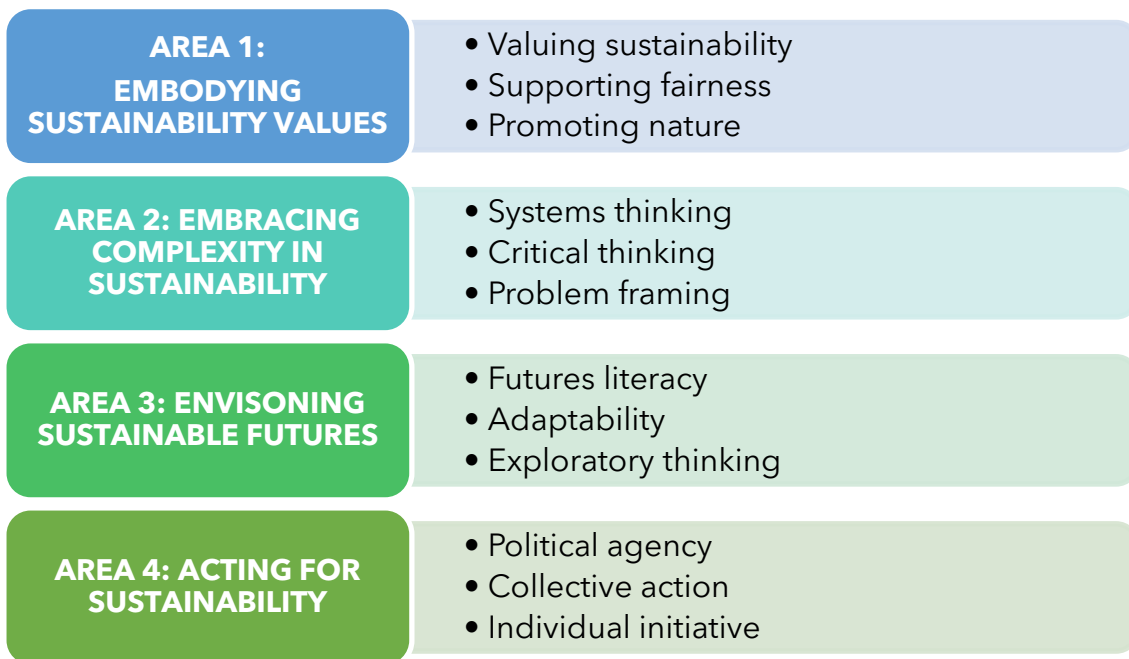 AREA 1:
EMBODYING
SUSTAINABILITY VALUES
• Valuing sustainability
• Supporting fairness
• Promoting nature
AREA 2: EMBRACING
COMPLEXITY IN
SUSTAINABILITY
• Systems thinking
• Critical thinking
• Problem framing
AREA 3: ENVISONING
SUSTAINABLE FUTURES
• Futures literacy
• Adaptability
• Exploratory thinking
AREA 4: ACTING FOR
SUSTAINABILITY
• Political agency
• Collective action
• Individual initiative